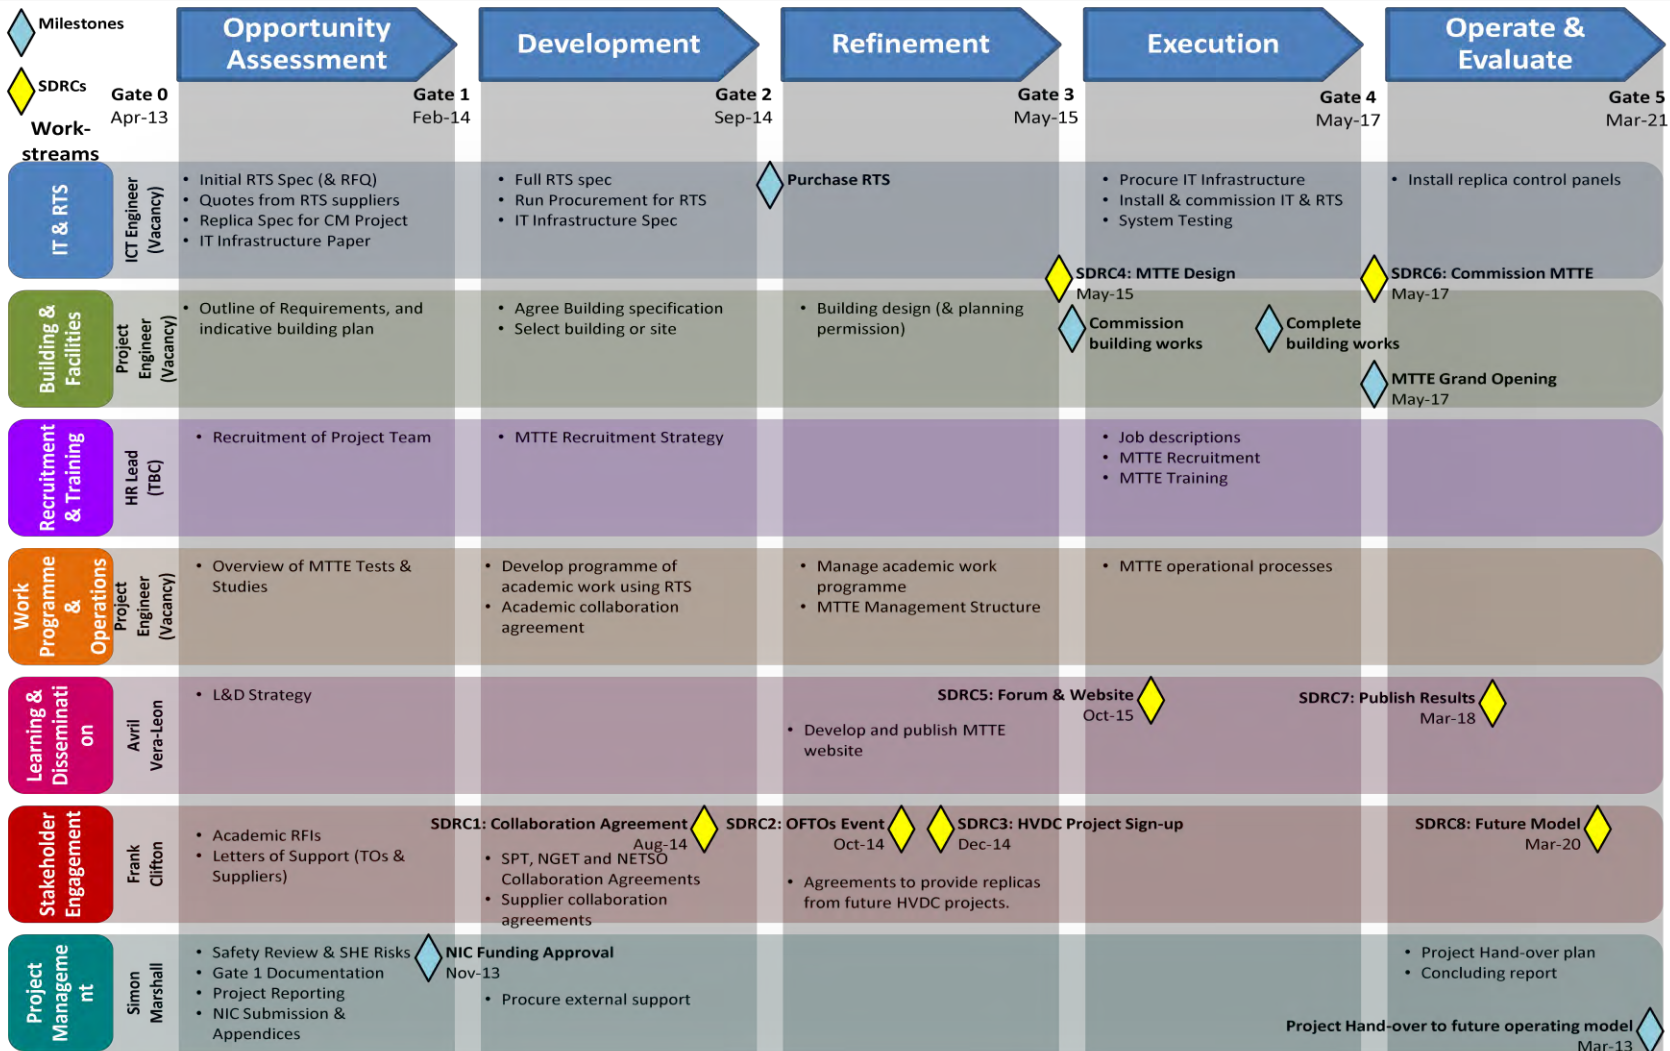 Milestones
SDRCs
Opportunity
Assessment
Development
Refinement
Execution
Operate &
Evaluate
Gate 0
Apr-13
Gate 1
Feb-14
Gate 2
Sep-14
Gate 3
May-15
Gate 4
May-17
Gate 5
Mar-21
Work-
streams
IT & RTS
ICT Engineer
(Vacancy)
• Initial RTS Spec (& RFQ)
• Quotes from RTS suppliers
• Replica Spec for CM Project
• IT Infrastructure Paper
• Full RTS spec
• Run Procurement for RTS
• IT Infrastructure Spec
Purchase RTS
• Procure IT Infrastructure
• Install & commission IT & RTS
• System Testing
• Install replica control panels
SDRC4: MTTE Design
May-15
SDRC6: Commission MTTE
May-17
Building &
Facilities
Project
Engineer
(Vacancy)
• Outline of Requirements, and
indicative building plan
• Agree Building specification
• Select building or site
• Building design (& planning
permission)
Commission
building works
Complete
building works
MTTE Grand Opening
May-17
Recruitment
& Training
HR Lead
(TBC)
• Recruitment of Project Team
• MTTE Recruitment Strategy
• Job descriptions
• MTTE Recruitment
• MTTE Training
Work
Programme
&
Operations
Project
Engineer
(Vacancy)
• Overview of MTTE Tests &
Studies
• Develop programme of
academic work using RTS
• Academic collaboration
agreement
• Manage academic work
programme
• MTTE Management Structure
• MTTE operational processes
Learning &
Disseminati
on
Avril
Vera-Leon
• L&D Strategy
SDRC5: Forum & Website
Oct-15
• Develop and publish MTTE
website
SDRC7: Publish Results
Mar-18
Stakeholder
Engagement
Frank
Clifton
• Academic RFIs
• Letters of Support (TOs &
Suppliers)
SDRC1: Collaboration Agreement
Aug-14
• SPT, NGET and NETSO
Collaboration Agreements
• Supplier collaboration
agreements
SDRC2: OFTOs Event
Oct-14
SDRC3: HVDC Project Sign-up
Dec-14
• Agreements to provide replicas
from future HVDC projects.
SDRC8: Future Model
Mar-20
Project
Manageme
nt
Simon
Marshall
• Safety Review & SHE Risks
• Gate 1 Documentation
• Project Reporting
• NIC Submission &
Appendices
NIC Funding Approval
Nov-13
• Procure external support
• Project Hand-over plan
• Concluding report
Project Hand-over to future operating model
Mar-13